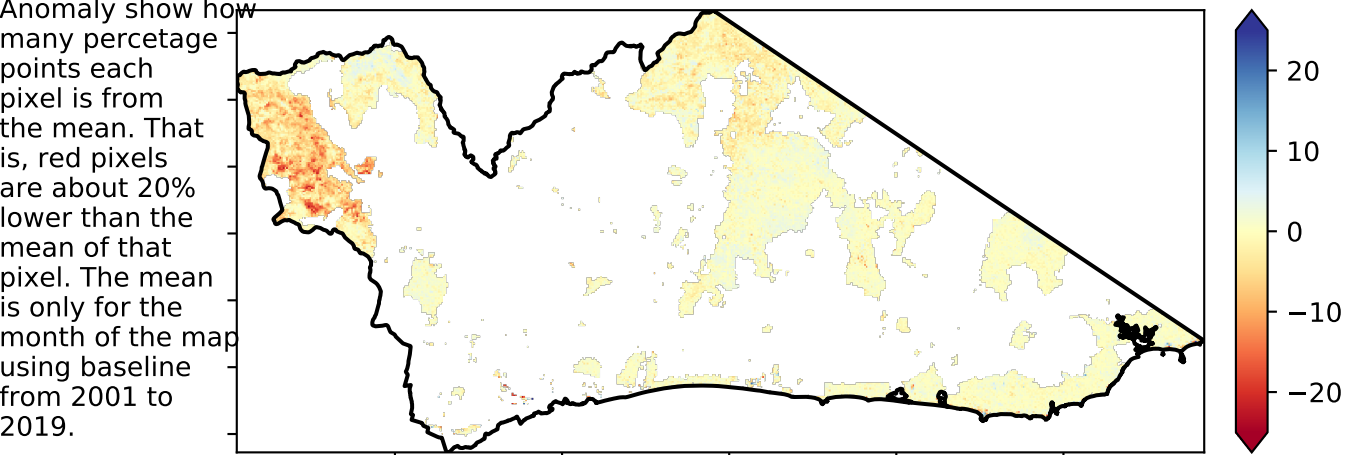 Anomaly show how
many percetage
points each
pixel is from
the mean. That
is, red pixels
are about 20%
lower than the
mean of that
pixel. The mean
is only for the
month of the map
using baseline
from 2001 to
2019.
20
10
0
−10
−20